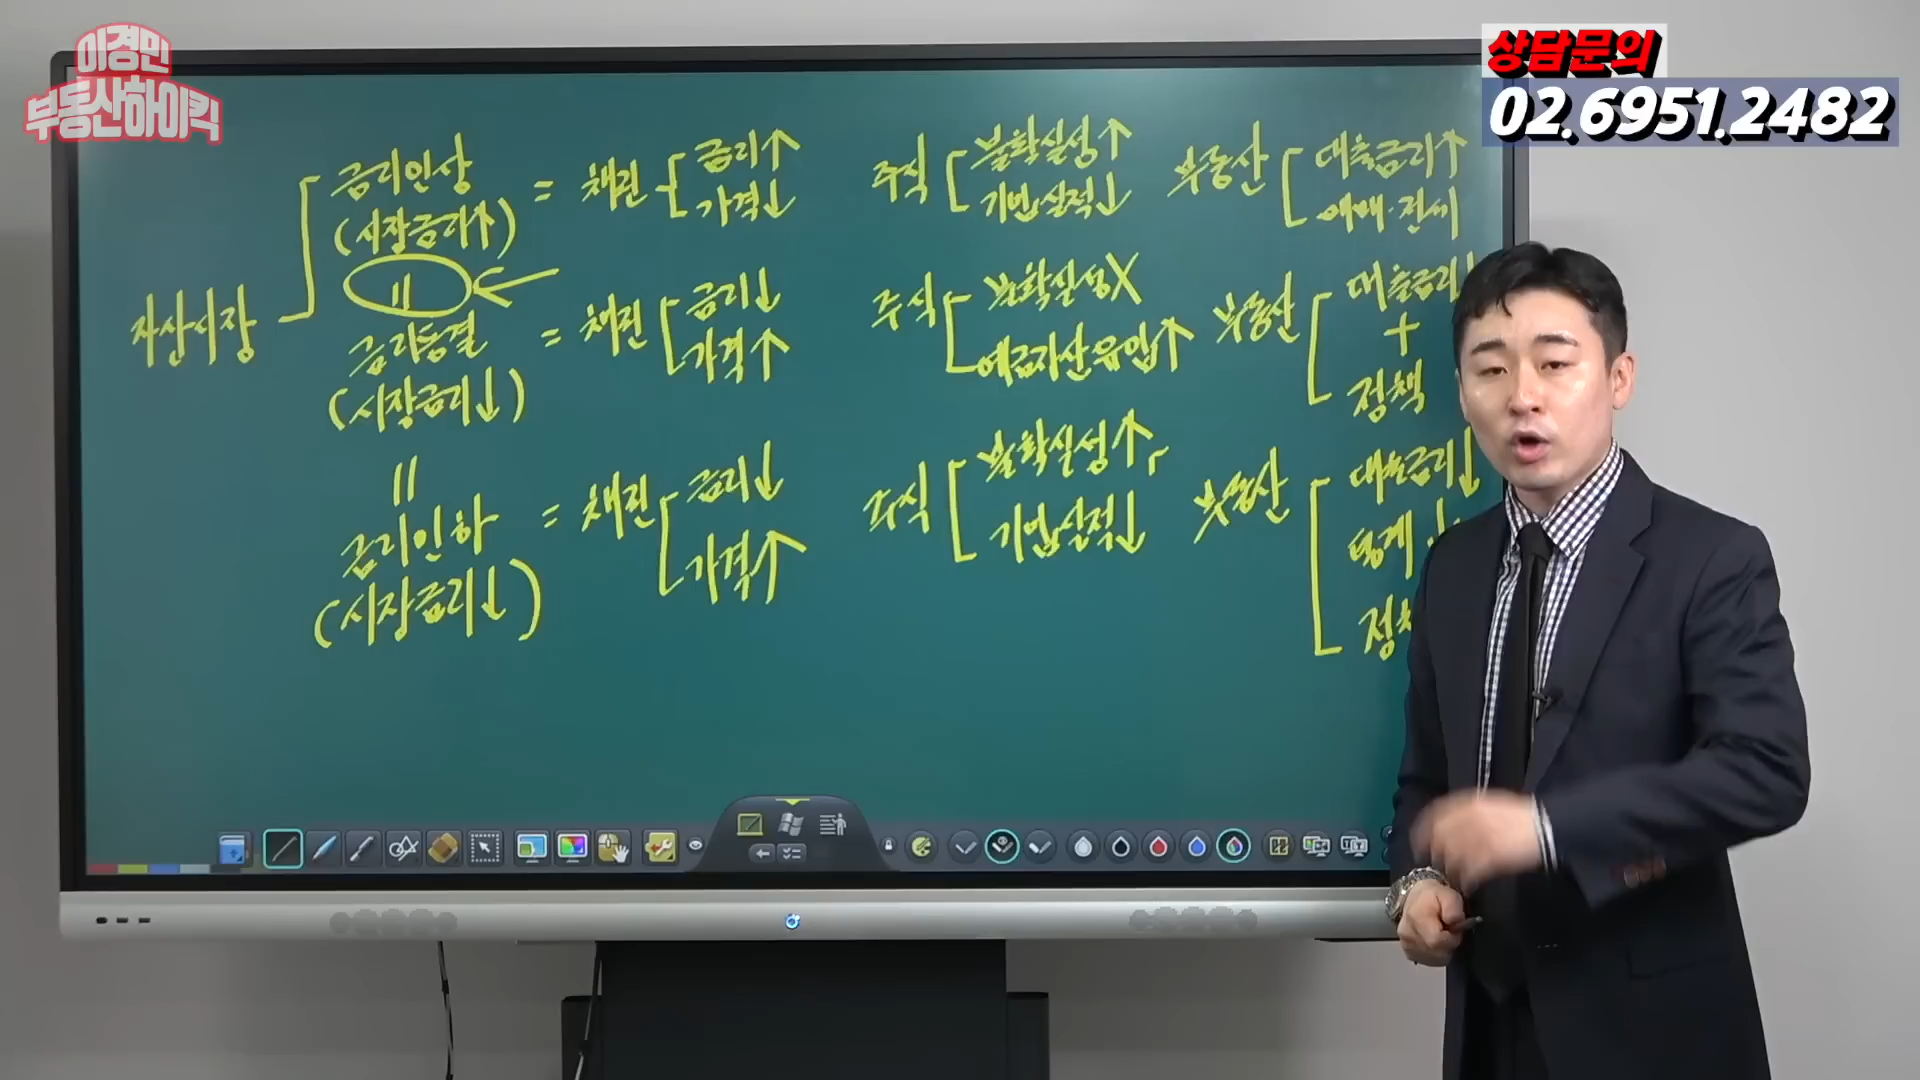 이경민
부동산하이킥
상담문의
02.6951.2482
자산시장
금리인상 = 채권 금리↑ 주식 불확실성↑ 부동산 대출금리↑
(시장금리↑) 가격↓ 기업실적↓ 매매·전세
=
금리동결 = 채권 금리↓ 주식 불확실성X 부동산 대출금리↓
(시장금리↓) 가격↑ 예금자산유입↑ +
정책
=
금리인하 = 채권 금리↓ 주식 불확실성↑ 부동산 대출금리↓
(시장금리↓) 가격↑ 기업실적↓